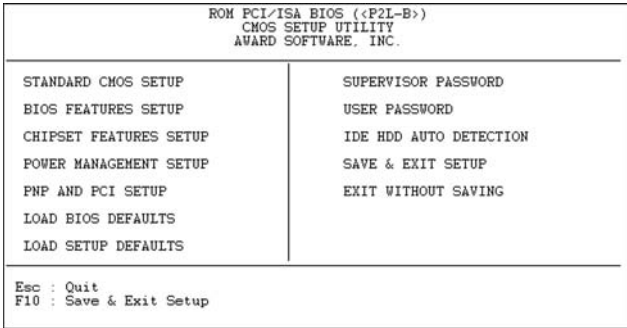 ROM PCI/ISA BIOS (<P2L-B>)
CMOS SETUP UTILITY
AWARD SOFTWARE, INC.
STANDARD CMOS SETUP
BIOS FEATURES SETUP
CHIPSET FEATURES SETUP
POWER MANAGEMENT SETUP
PNP AND PCI SETUP
LOAD BIOS DEFAULTS
LOAD SETUP DEFAULTS
SUPERVISOR PASSWORD
USER PASSWORD
IDE HDD AUTO DETECTION
SAVE & EXIT SETUP
EXIT WITHOUT SAVING
Esc : Quit
F10 : Save & Exit Setup